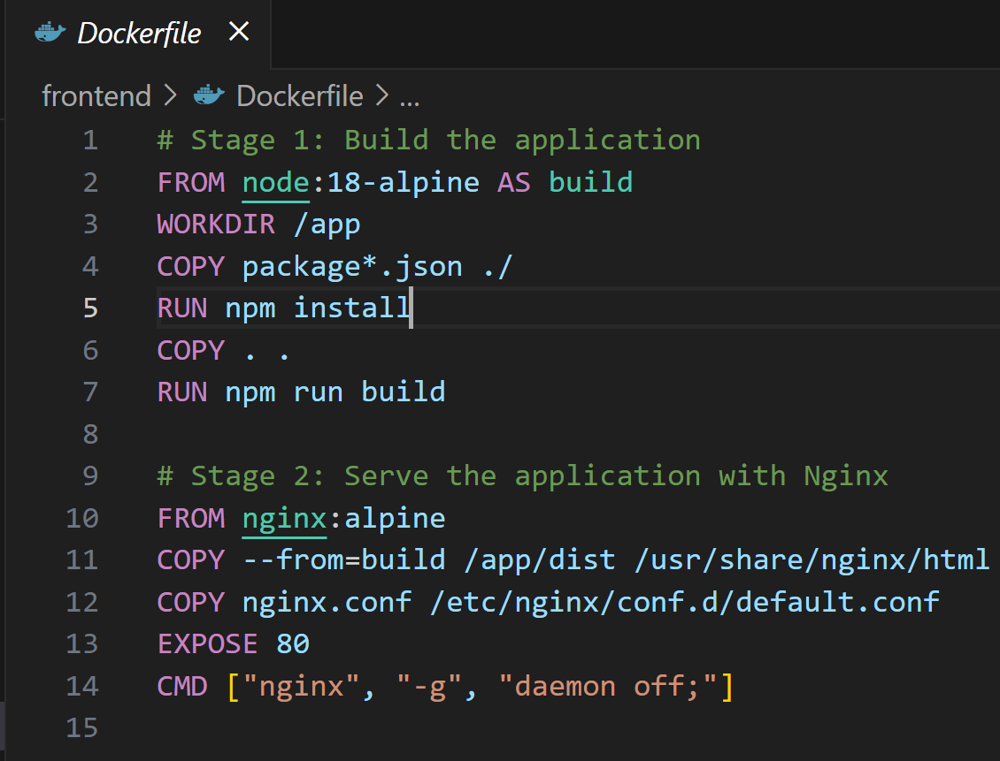 Dockerfile ×
frontend > Dockerfile > ...
1 # Stage 1: Build the application
2 FROM node:18-alpine AS build
3 WORKDIR /app
4 COPY package*.json ./
5 RUN npm install
6 COPY . .
7 RUN npm run build
8
9 # Stage 2: Serve the application with Nginx
10 FROM nginx:alpine
11 COPY --from=build /app/dist /usr/share/nginx/html
12 COPY nginx.conf /etc/nginx/conf.d/default.conf
13 EXPOSE 80
14 CMD ["nginx", "-g", "daemon off;"]
15